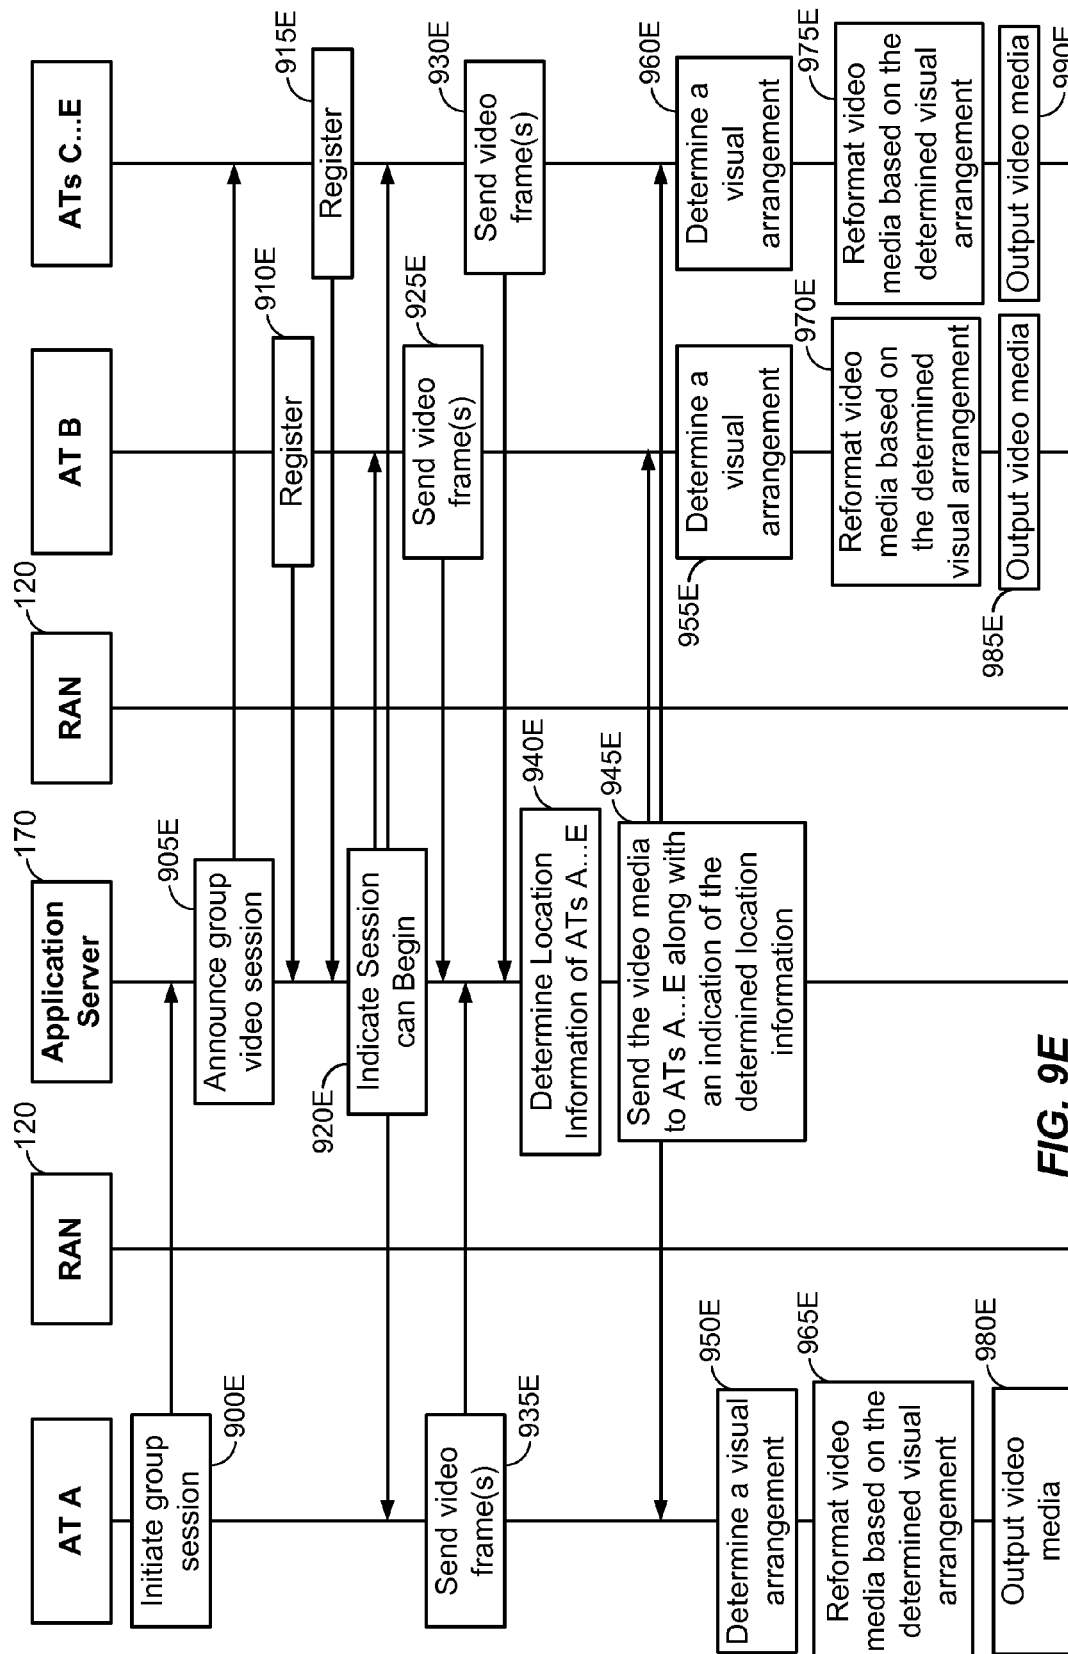 AT A
RAN
120
Application
Server
170
RAN
120
AT B
ATs C...E
Initiate group
session
900E
Announce group
video session
905E
Register
910E
Register
915E
Indicate Session
can Begin
920E
Send video
frame(s)
925E
Send video
frame(s)
930E
Send video
frame(s)
935E
Determine Location
Information of ATs A...E
940E
Send the video media
to ATs A...E along with
an indication of the
determined location
information
945E
Determine a visual
arrangement
950E
Determine a
visual
arrangement
955E
Determine a
visual
arrangement
960E
Reformat video
media based on the
determined visual
arrangement
965E
Reformat video
media based on
the determined
visual arrangement
970E
Reformat video
media based on the
determined visual
arrangement
975E
Output video
media
980E
Output video media
985E
Output video media
990E
FIG. 9E